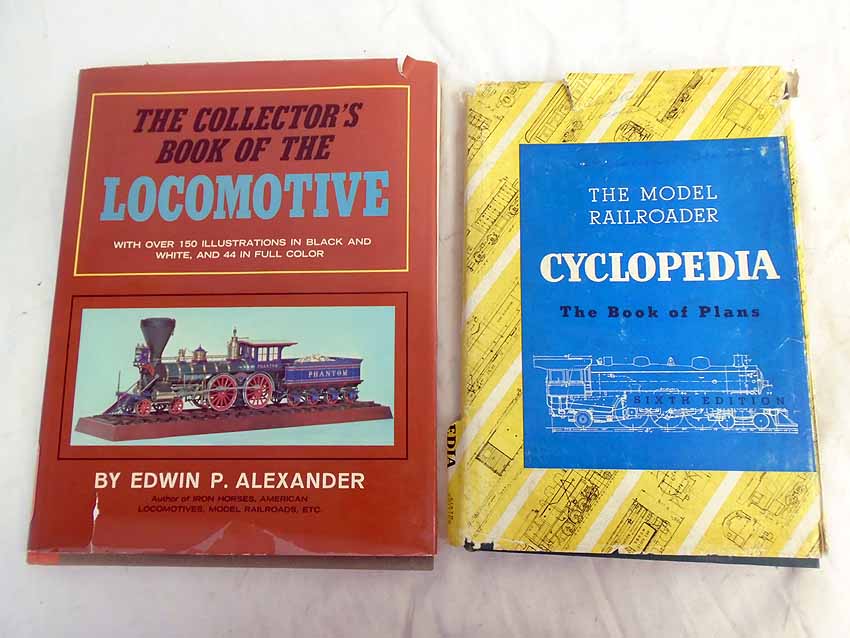 THE COLLECTOR'S
BOOK OF THE
LOCOMOTIVE
WITH OVER 150 ILLUSTRATIONS IN BLACK AND
WHITE, AND 44 IN FULL COLOR
PHANTOM
PHANTOM
BY EDWIN P. ALEXANDER
Author of IRON HORSES, AMERICAN
LOCOMOTIVES, MODEL RAILROADS, ETC.
THE MODEL
RAILROADER
CYCLOPEDIA
The Book of Plans
SIXTH EDITION
EDIA